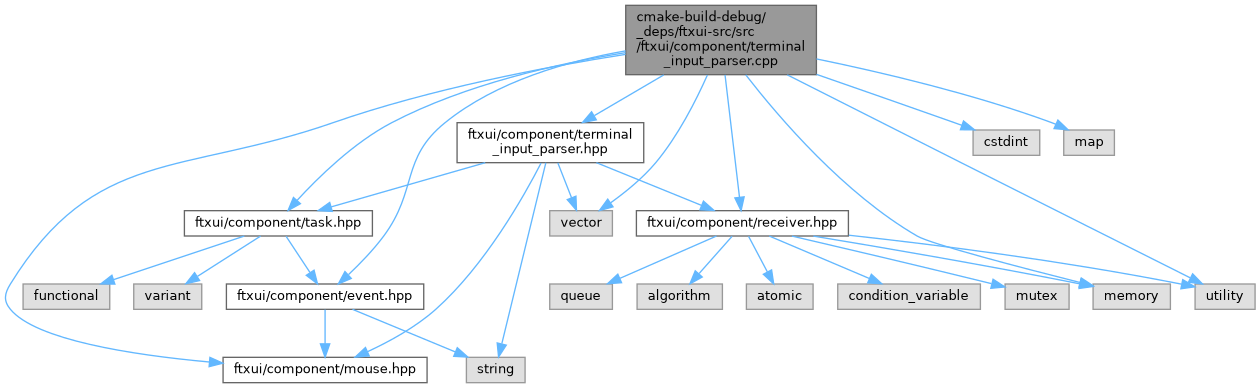 cmake-build-debug/
_deps/ftxui-src/src
/ftxui/component/terminal
_input_parser.cpp
ftxui/component/terminal
_input_parser.hpp
cstdint
map
ftxui/component/task.hpp
vector
ftxui/component/receiver.hpp
functional
variant
ftxui/component/event.hpp
queue
algorithm
atomic
condition_variable
mutex
memory
utility
ftxui/component/mouse.hpp
string